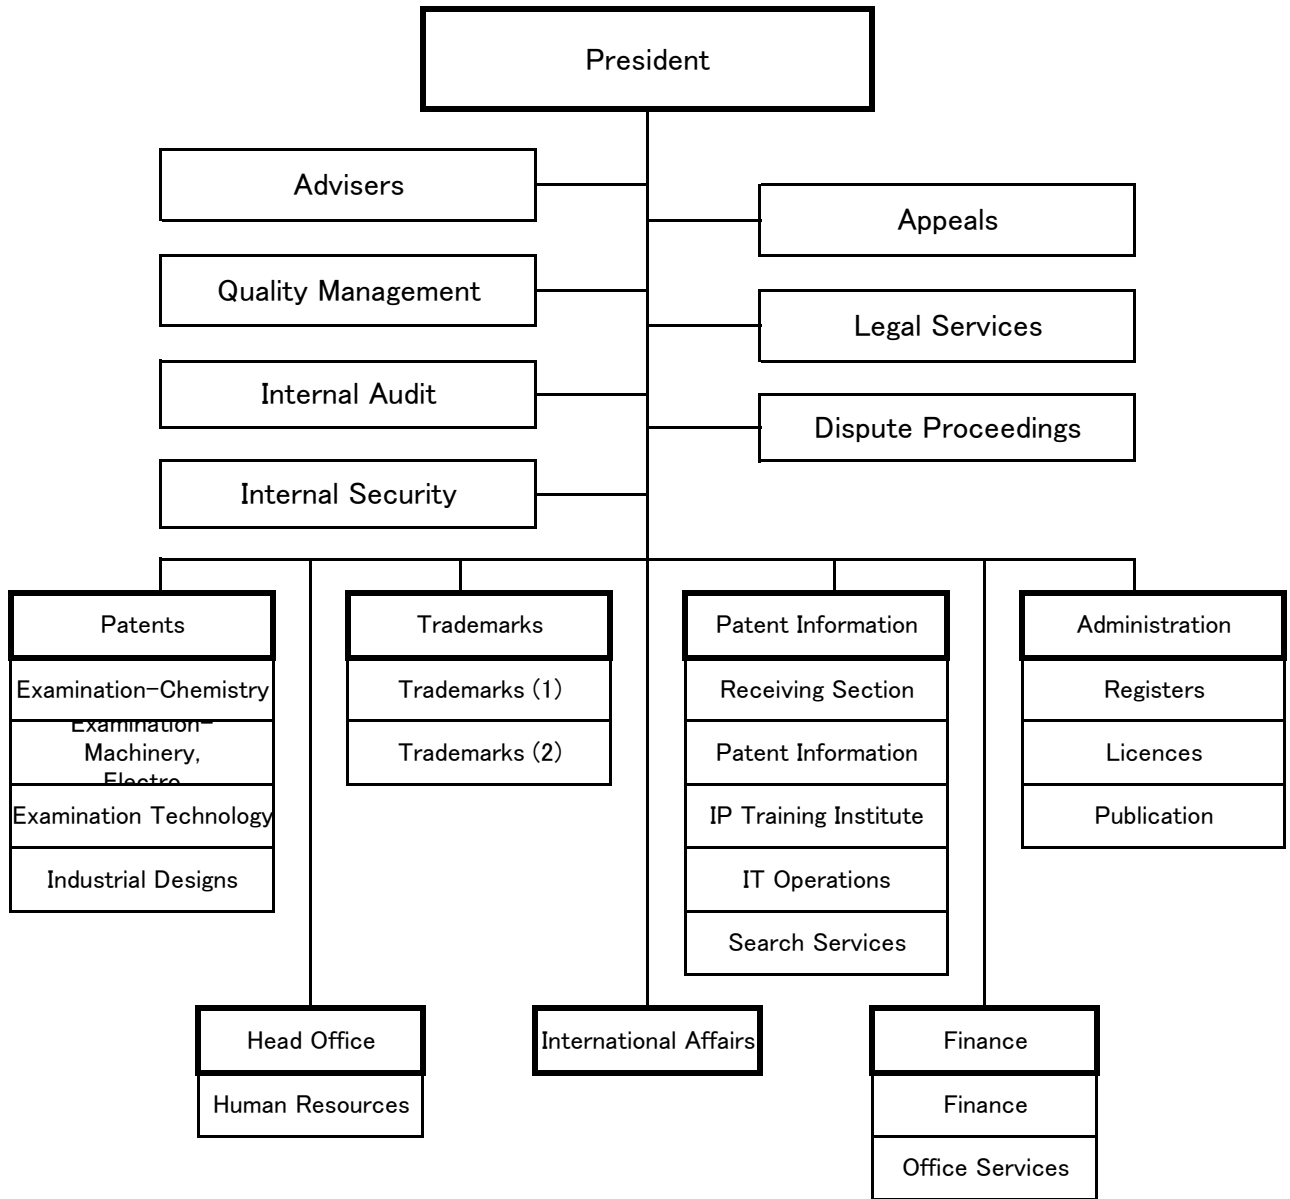 President
Advisers
Appeals
Quality Management
Legal Services
Internal Audit
Dispute Proceedings
Internal Security
Patents
Trademarks
Patent Information
Administration
Examination-Chemistry
Trademarks (1)
Receiving Section
Registers
Examination-
Machinery,
Electro
Trademarks (2)
Patent Information
Licences
Examination Technology
IP Training Institute
Publication
Industrial Designs
IT Operations
Search Services
Head Office
International Affairs
Finance
Human Resources
Finance
Office Services